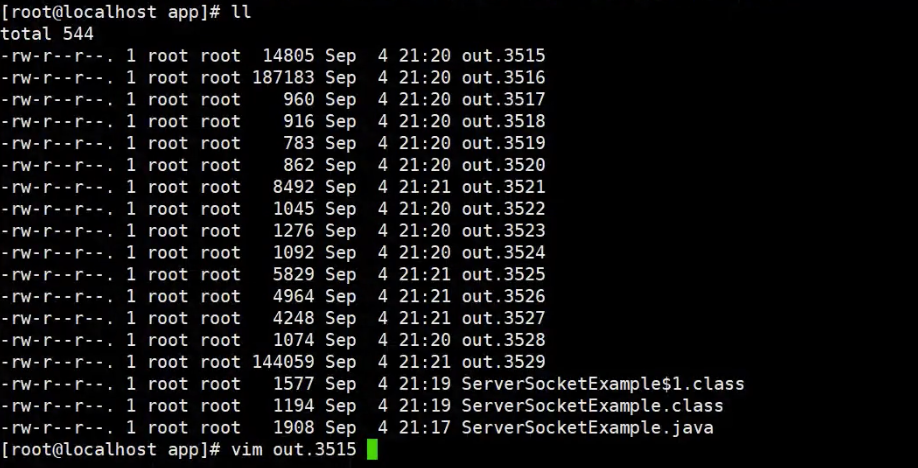 [root@localhost app]# ll
total 544
-rw-r--r--. 1 root root  14805 Sep  4 21:20 out.3515
-rw-r--r--. 1 root root 187183 Sep  4 21:20 out.3516
-rw-r--r--. 1 root root    960 Sep  4 21:20 out.3517
-rw-r--r--. 1 root root    916 Sep  4 21:20 out.3518
-rw-r--r--. 1 root root    783 Sep  4 21:20 out.3519
-rw-r--r--. 1 root root    862 Sep  4 21:20 out.3520
-rw-r--r--. 1 root root   8492 Sep  4 21:21 out.3521
-rw-r--r--. 1 root root   1045 Sep  4 21:20 out.3522
-rw-r--r--. 1 root root   1276 Sep  4 21:20 out.3523
-rw-r--r--. 1 root root   1092 Sep  4 21:20 out.3524
-rw-r--r--. 1 root root   5829 Sep  4 21:21 out.3525
-rw-r--r--. 1 root root   4964 Sep  4 21:21 out.3526
-rw-r--r--. 1 root root   4248 Sep  4 21:21 out.3527
-rw-r--r--. 1 root root   1074 Sep  4 21:20 out.3528
-rw-r--r--. 1 root root 144059 Sep  4 21:21 out.3529
-rw-r--r--. 1 root root   1577 Sep  4 21:19 ServerSocketExample$1.class
-rw-r--r--. 1 root root   1194 Sep  4 21:19 ServerSocketExample.class
-rw-r--r--. 1 root root   1908 Sep  4 21:17 ServerSocketExample.java
[root@localhost app]# vim out.3515